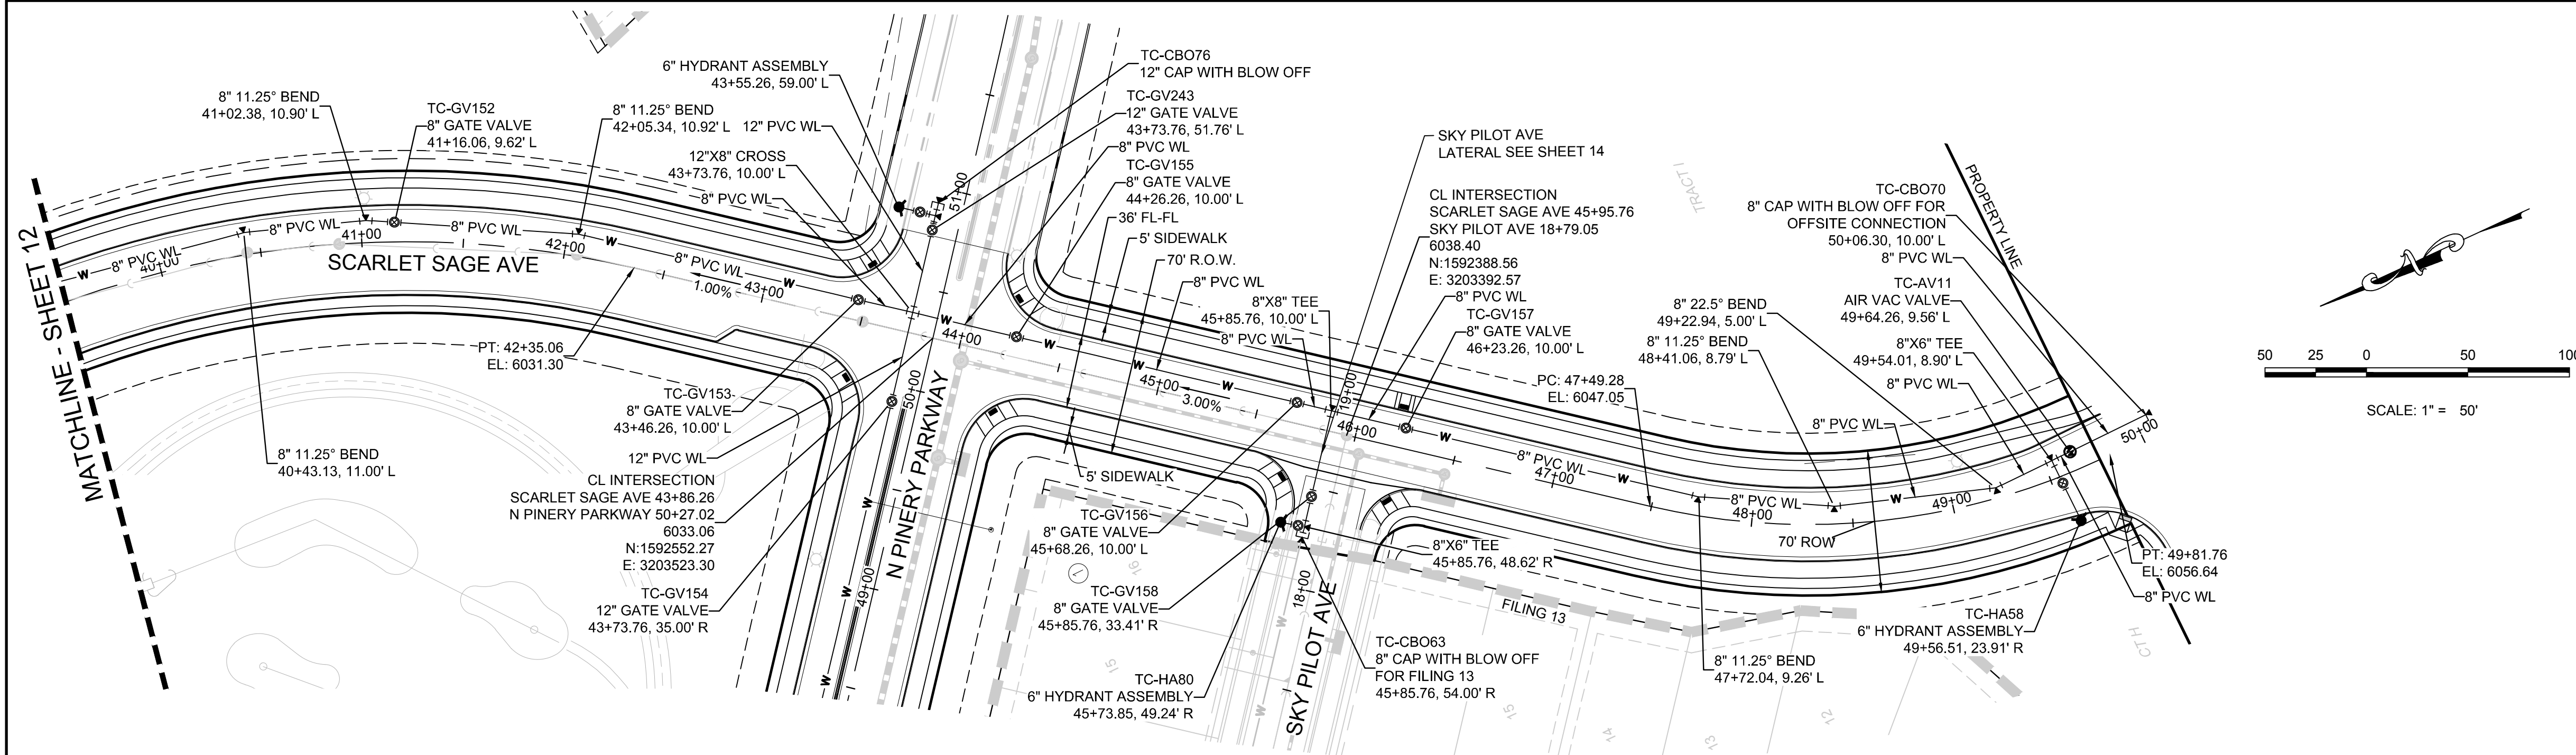 MATCHLINE - SHEET 12
8" 11.25° BEND
41+02.38, 10.90' L
TC-GV152
8" GATE VALVE
41+16.06, 9.62' L
8" 11.25° BEND
42+05.34, 10.92' L
6" HYDRANT ASSEMBLY
43+55.26, 59.00' L
12" PVC WL
12"X8" CROSS
43+73.76, 10.00' L
8" PVC WL
TC-CBO76
12" CAP WITH BLOW OFF
TC-GV243
12" GATE VALVE
43+73.76, 51.76' L
8" PVC WL
TC-GV155
8" GATE VALVE
44+26.26, 10.00' L
36' FL-FL
5' SIDEWALK
70' R.O.W.
8" PVC WL
8"X8" TEE
45+85.76, 10.00' L
8" PVC WL
SKY PILOT AVE
LATERAL SEE SHEET 14
CL INTERSECTION
SCARLET SAGE AVE 45+95.76
SKY PILOT AVE 18+79.05
6038.40
N:1592388.56
E: 3203392.57
8" PVC WL
TC-GV157
8" GATE VALVE
46+23.26, 10.00' L
TRACT I
PROPERTY LINE
TC-CBO70
8" CAP WITH BLOW OFF FOR
OFFSITE CONNECTION
50+06.30, 10.00' L
8" PVC WL
TC-AV11
AIR VAC VALVE
49+64.26, 9.56' L
8"X6" TEE
49+54.01, 8.90' L
8" PVC WL
8" 22.5° BEND
49+22.94, 5.00' L
8" 11.25° BEND
48+41.06, 8.79' L
PC: 47+49.28
EL: 6047.05
8" PVC WL
W
8" PVC WL
40+00
8" PVC WL
41+00
8" PVC WL
42+00
W
8" PVC WL
W
SCARLET SAGE AVE
1.00%
43+00
W
44+00
W
W
W
45+00
3.00%
46+00
W
8" PVC WL
47+00
W
8" PVC WL
48+00
W
49+00
50+00
51+00
50+00
49+00
N PINERY PARKWAY
W
W
W
19+00
18+00
SKY PILOT AVE
W
W
PT: 42+35.06
EL: 6031.30
8" 11.25° BEND
40+43.13, 11.00' L
TC-GV153
8" GATE VALVE
43+46.26, 10.00' L
12" PVC WL
CL INTERSECTION
SCARLET SAGE AVE 43+86.26
N PINERY PARKWAY 50+27.02
6033.06
N:1592552.27
E: 3203523.30
TC-GV154
12" GATE VALVE
43+73.76, 35.00' R
5' SIDEWALK
TC-GV156
8" GATE VALVE
45+68.26, 10.00' L
TC-GV158
8" GATE VALVE
45+85.76, 33.41' R
TC-HA80
6" HYDRANT ASSEMBLY
45+73.85, 49.24' R
8"X6" TEE
45+85.76, 48.62' R
TC-CBO63
8" CAP WITH BLOW OFF
FOR FILING 13
45+85.76, 54.00' R
FILING 13
70' ROW
8" 11.25° BEND
47+72.04, 9.26' L
TC-HA58
6" HYDRANT ASSEMBLY
49+56.51, 23.91' R
PT: 49+81.76
EL: 6056.64
8" PVC WL
CTH
1
16
15
15
14
13
12
N
50 25 0 50 100
SCALE: 1" = 50'